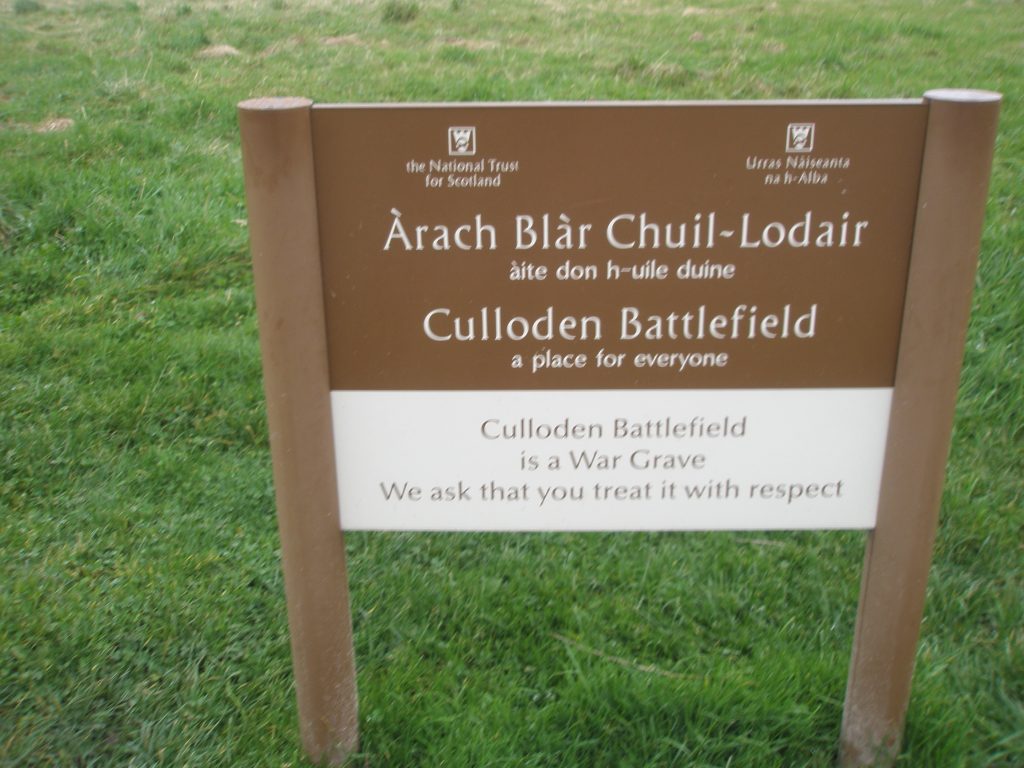 the National Trust
for Scotland
Urras Nàiseanta
na h-Alba
Àrach Blàr Chuil-Lodair
àite don h-uile duine
Culloden Battlefield
a place for everyone
Culloden Battlefield
is a War Grave
We ask that you treat it with respect